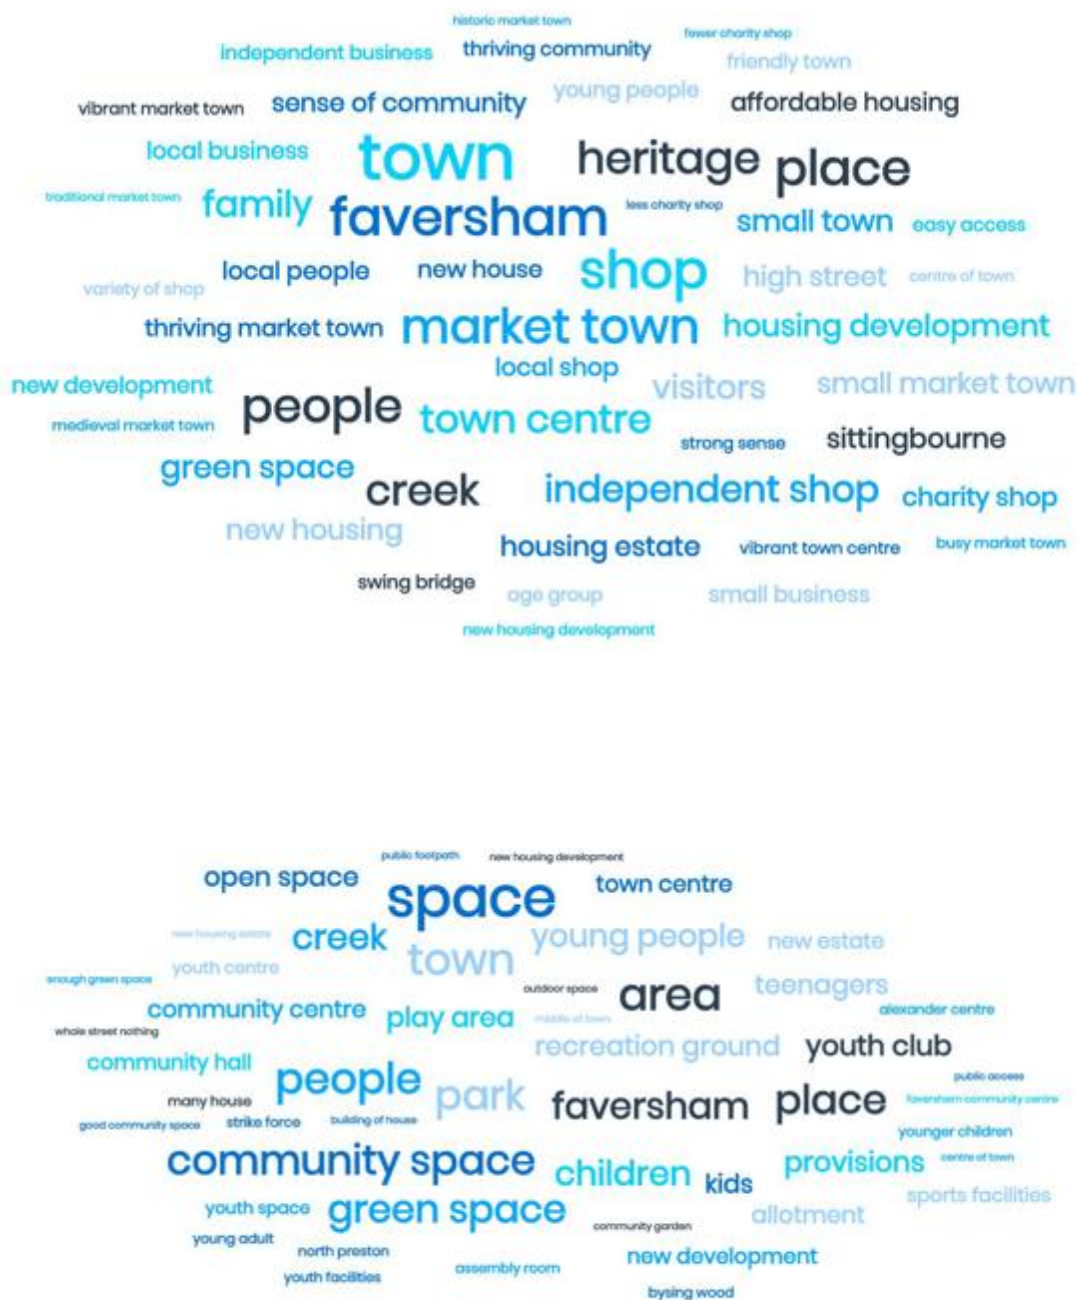 historic market town
fewer charity shop
independent business thriving community friendly town
young people
vibrant market town sense of community affordable housing
local business town heritage place
traditional market town family faversham less charity shop small town easy access
local people new house shop high street centre of town
variety of shop
thriving market town market town housing development
local shop
new development visitors small market town
people town centre
medieval market town strong sense sittingbourne
green space creek independent shop charity shop
new housing
housing estate vibrant town centre busy market town
swing bridge age group small business
new housing development
public footpath new housing development
open space space town centre
new housing estate creek town young people new estate
youth centre
enough green space outdoor space area teenagers
community centre play area middle of town alexander centre
whole street nothing
community hall recreation ground youth club
people park public access
many house faversham place faversham community centre
good community space strike force building of house
younger children
community space children kids provisions centre of town
youth space green space allotment sports facilities
community garden
young adult
north preston new development
youth facilities assembly room
bysing wood